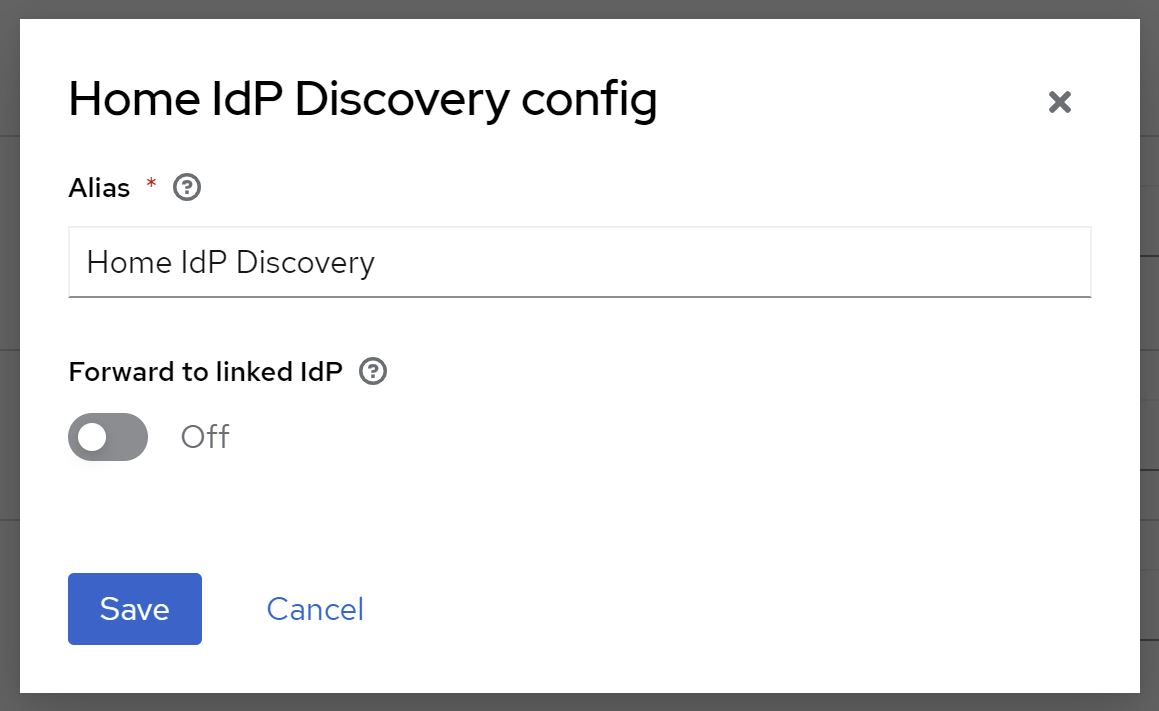 Home IdP Discovery config
Alias *
Home IdP Discovery
Forward to linked IdP
Off
Save Cancel